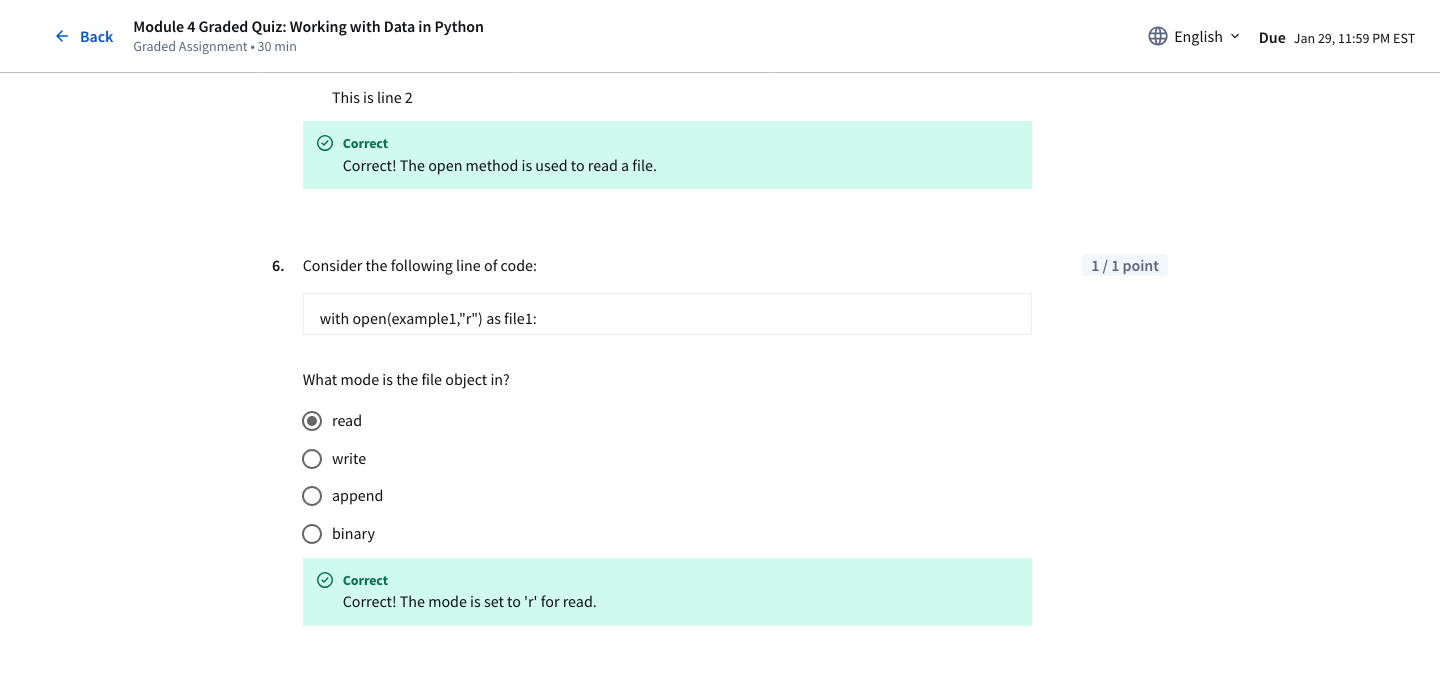 Back
Module 4 Graded Quiz: Working with Data in Python
Graded Assignment • 30 min
English
Due Jan 29, 11:59 PM EST
This is line 2
Correct
Correct! The open method is used to read a file.
6. Consider the following line of code:
1 / 1 point
with open(example1,"r") as file1:
What mode is the file object in?
read
write
append
binary
Correct
Correct! The mode is set to 'r' for read.